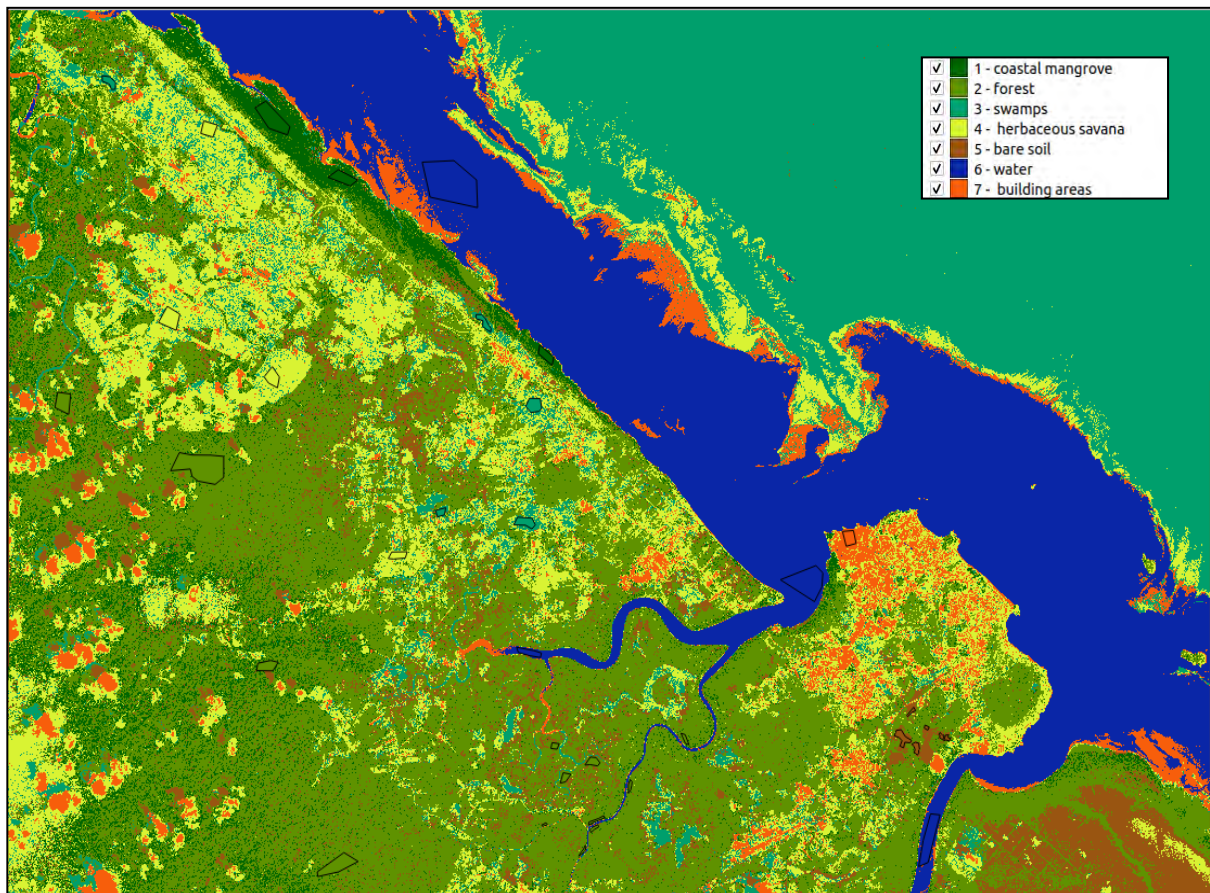 1 - coastal mangrove
2 - forest
3 - swamps
4 - herbaceous savana
5 - bare soil
6 - water
7 - building areas